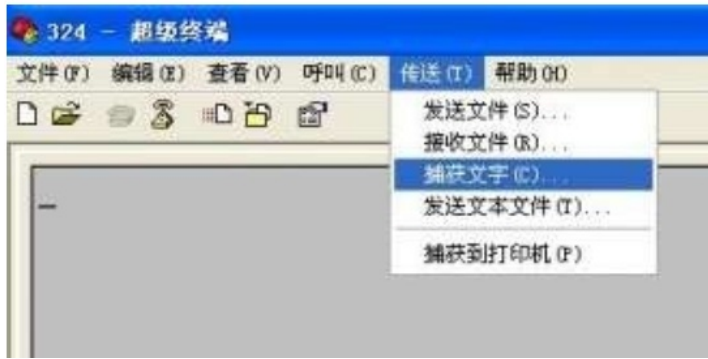 324 - 超级终端
文件(F) 编辑(E) 查看(V) 呼叫(C) 传送(T) 帮助(H)
发送文件(S)...
接收文件(R)...
捕获文字(C)...
发送文本文件(T)...
捕获到打印机(P)